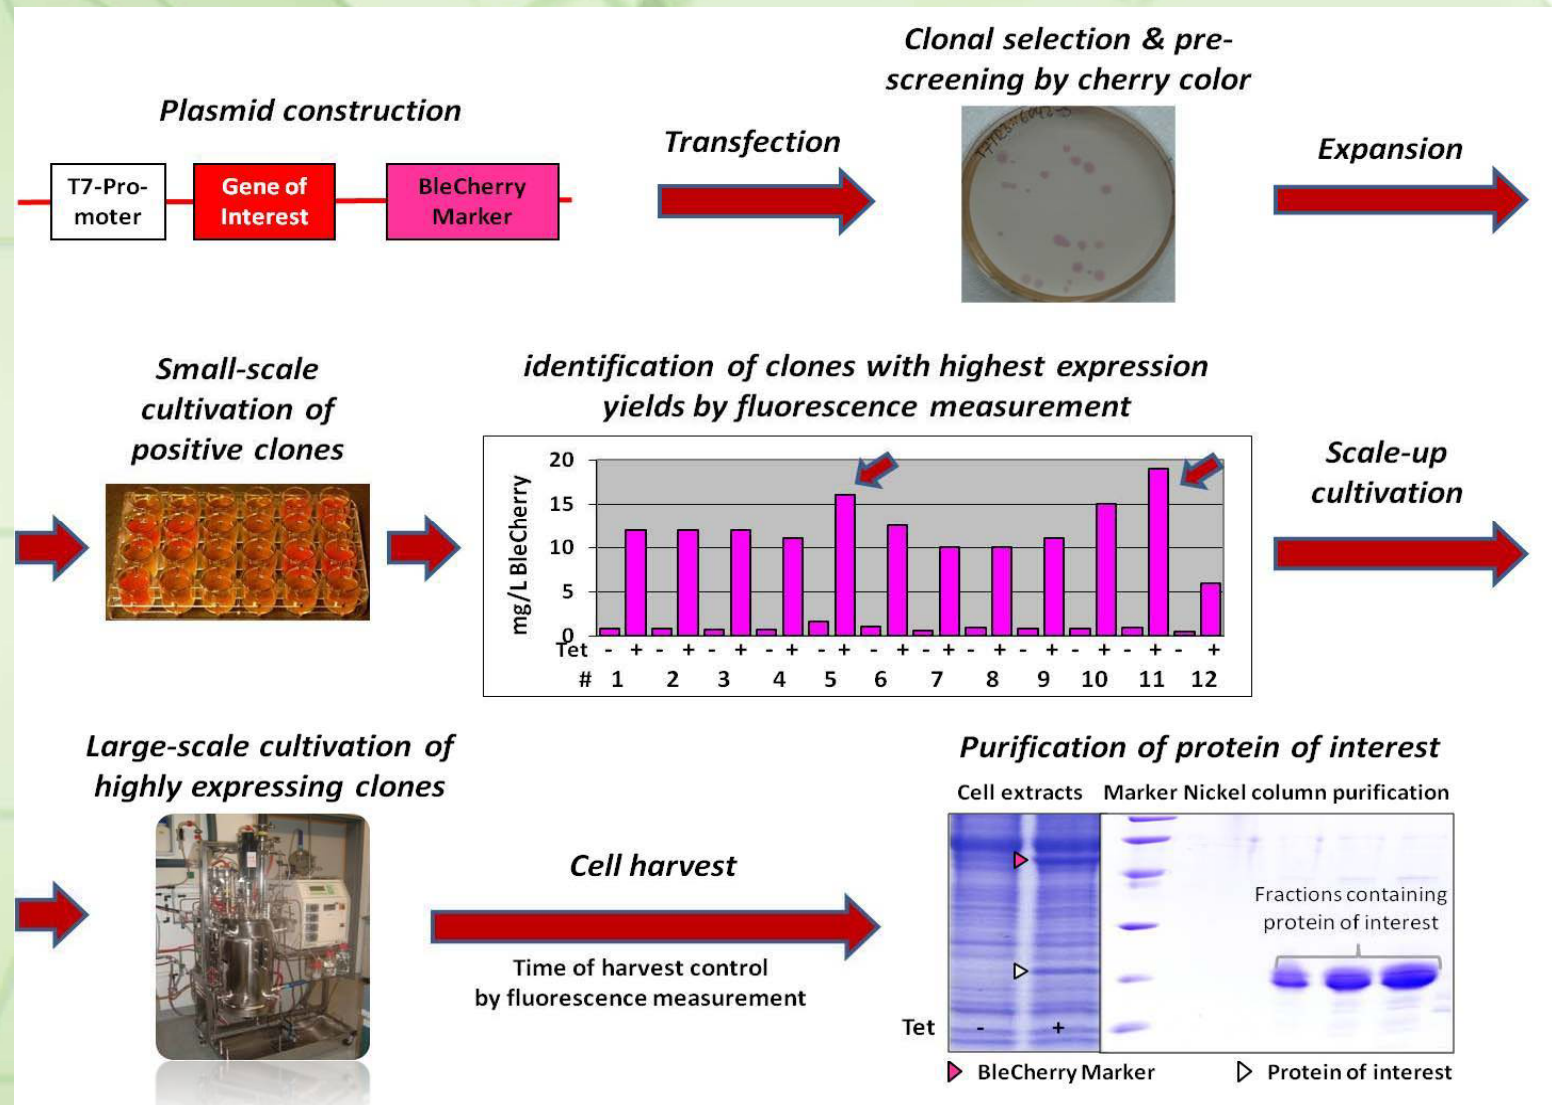 Clonal selection & pre-
screening by cherry color
Plasmid construction
Transfection
Expansion
T7-Pro-
moter
Gene of
Interest
BleCherry
Marker
Small-scale
cultivation of
positive clones
identification of clones with highest expression
yields by fluorescence measurement
Scale-up
cultivation
mg/L BleCherry
20
15
10
5
0
Tet - + - + - + - + - + - + - + - + - + - + - + - +
# 1 2 3 4 5 6 7 8 9 10 11 12
Large-scale cultivation of
highly expressing clones
Cell harvest
Time of harvest control
by fluorescence measurement
Purification of protein of interest
Cell extracts Marker Nickel column purification
Fractions containing
protein of interest
Tet - +
BleCherry Marker Protein of interest